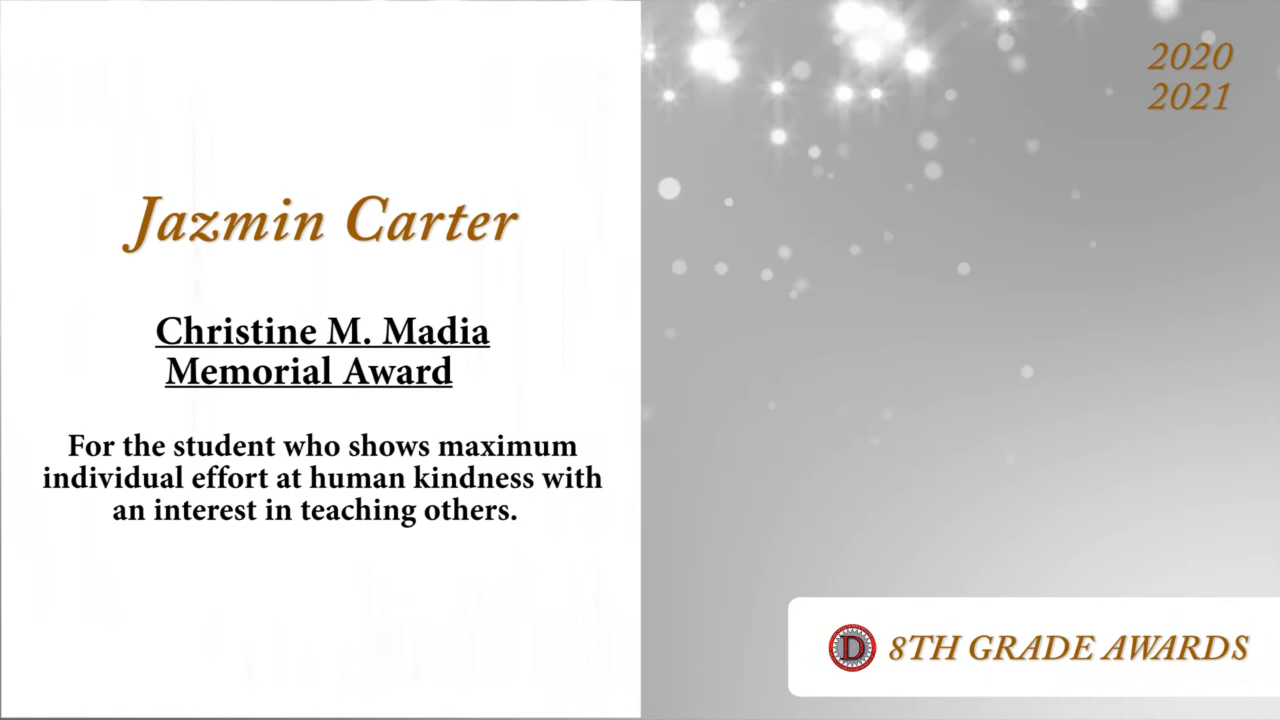 Jazmin Carter
Christine M. Madia
Memorial Award
For the student who shows maximum
individual effort at human kindness with
an interest in teaching others.
2020
2021
D
8TH GRADE AWARDS